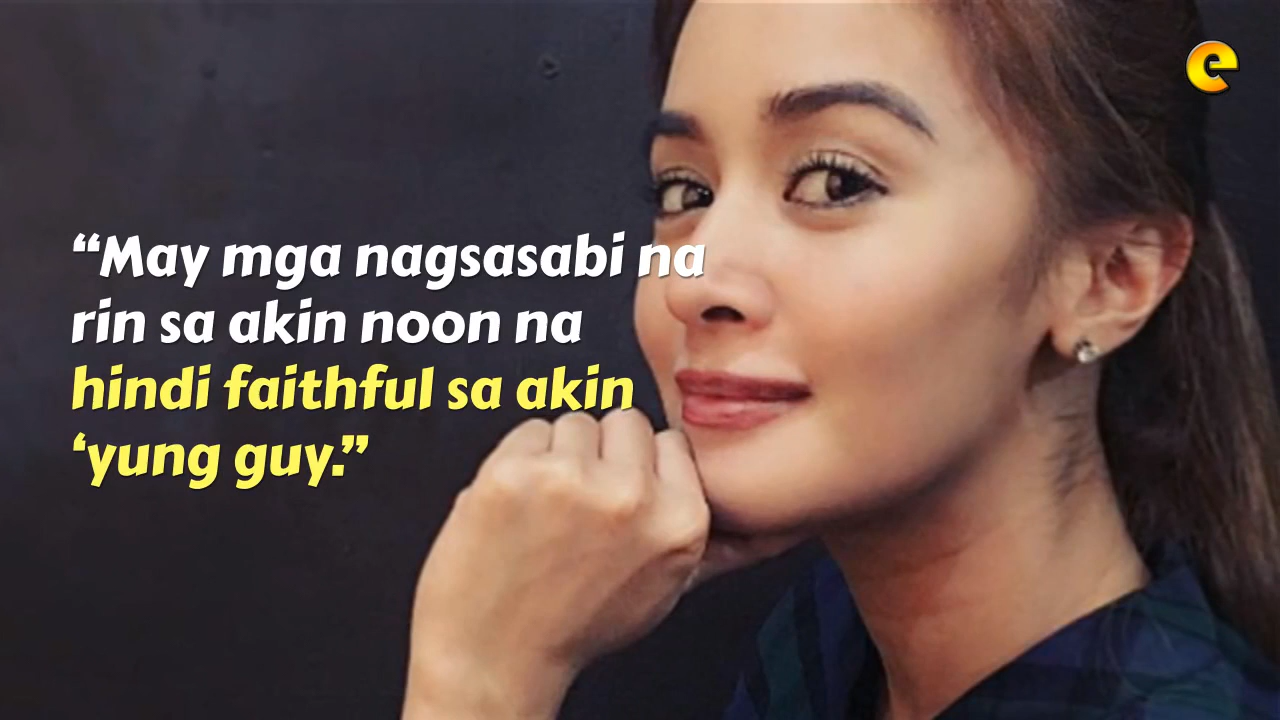 “May mga nagsasabi na
rin sa akin noon na
hindi faithful sa akin
‘yung guy.”
e